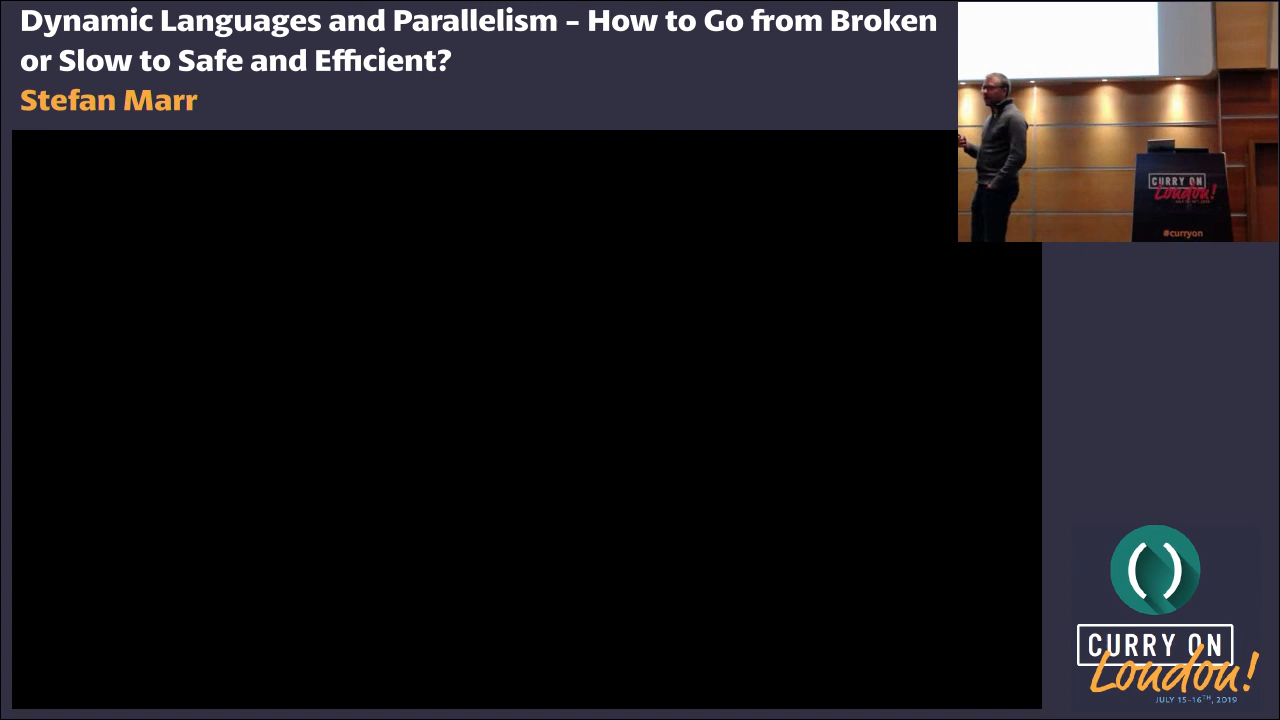 Dynamic Languages and Parallelism – How to Go from Broken
or Slow to Safe and Efficient?
Stefan Marr
CURRY ON
London!
#curryon
CURRY ON
London!
JULY 15-16TH, 2019